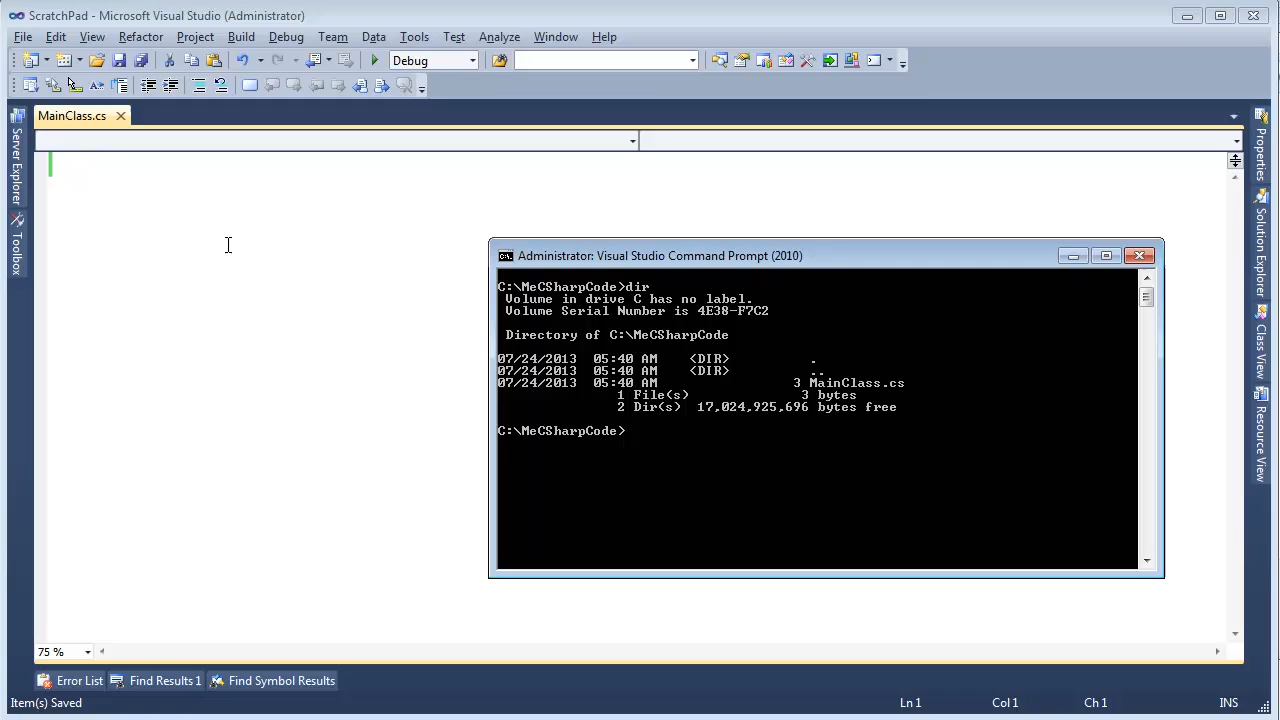 ScratchPad - Microsoft Visual Studio (Administrator)
File Edit View Refactor Project Build Debug Team Data Tools Test Analyze Window Help
Debug
MainClass.cs
Server Explorer
Toolbox
Properties
Solution Explorer
Class View
Resource View
Administrator: Visual Studio Command Prompt (2010)
C:\MeCSharpCode>dir
Volume in drive C has no label.
Volume Serial Number is 4E38-F7C2
Directory of C:\MeCSharpCode
07/24/2013 05:40 AM <DIR> .
07/24/2013 05:40 AM <DIR> ..
07/24/2013 05:40 AM 3 MainClass.cs
1 File(s) 3 bytes
2 Dir(s) 17,024,925,696 bytes free
C:\MeCSharpCode>
75 %
Error List Find Results 1 Find Symbol Results
Item(s) Saved Ln 1 Col 1 Ch 1 INS